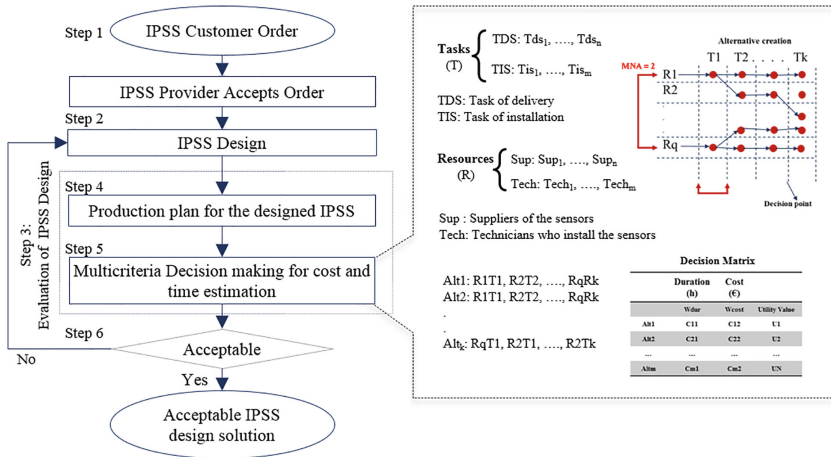 Step 1
IPSS Customer Order
IPSS Provider Accepts Order
Step 2
IPSS Design
Step 3:
Evaluation of IPSS Design
Step 4
Production plan for the designed IPSS
Step 5
Multicriteria Decision making for cost and
time estimation
Step 6
Acceptable
No
Yes
Acceptable IPSS
design solution
Tasks
(T)
TDS: Tds1, ...., Tdsn
TIS: Tis1, ...., Tism
TDS: Task of delivery
TIS: Task of installation
Resources
(R)
Sup: Sup1, ...., Supn
Tech: Tech1, ...., Techm
Sup : Suppliers of the sensors
Tech: Technicians who install the sensors
Alternative creation
T1 T2 . . . . Tk
MNA = 2
R1
R2
.
.
Rq
Decision point
Alt1: R1T1, R2T2, ...., RqRk
Alt2: R1T1, R2T2, ...., RqRk
.
.
Altk: RqT1, R2T1, ...., R2Tk
Decision Matrix
Duration Cost
(h) (€)
Wdur Wcost Utility Value
Alt1 C11 C12 U1
Alt2 C21 C22 U2
... ... ... ...
Altm Cm1 Cm2 UN